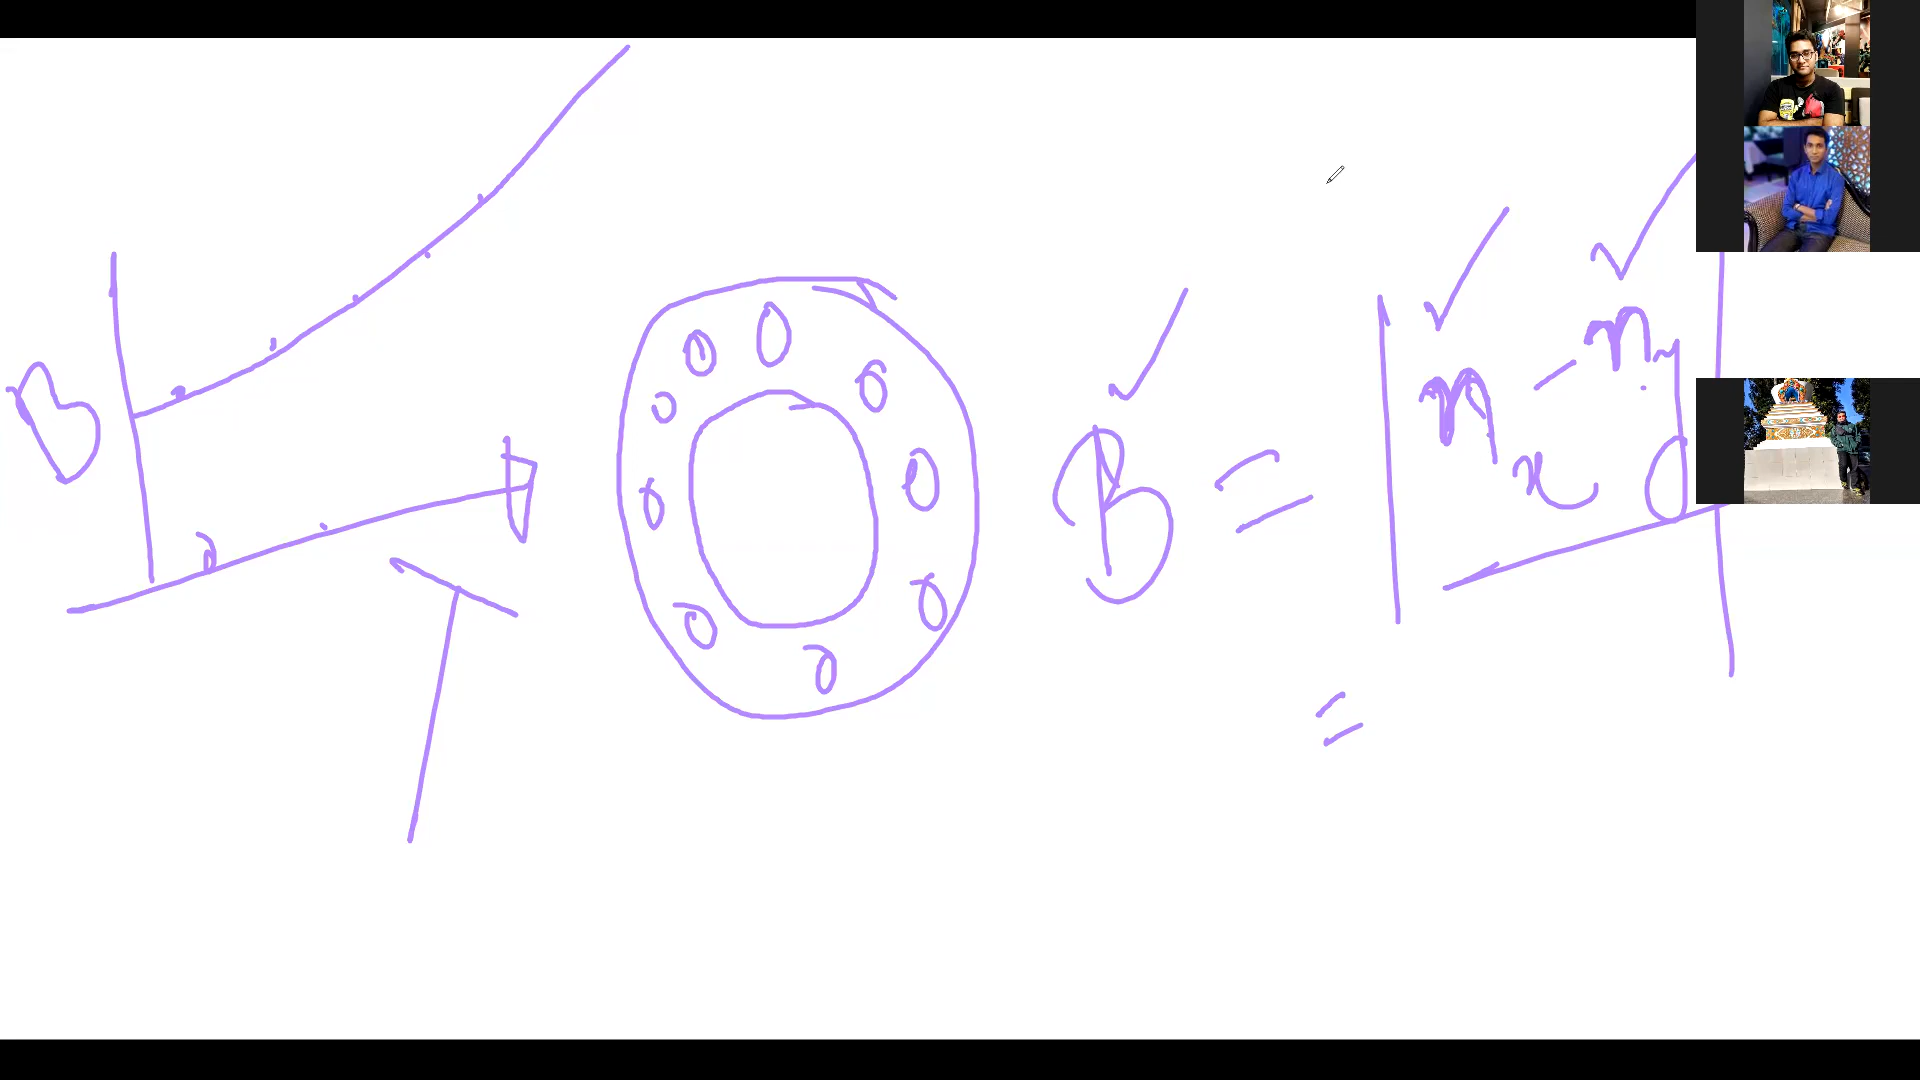 B
D
T
B = | n_x - n_y |
=